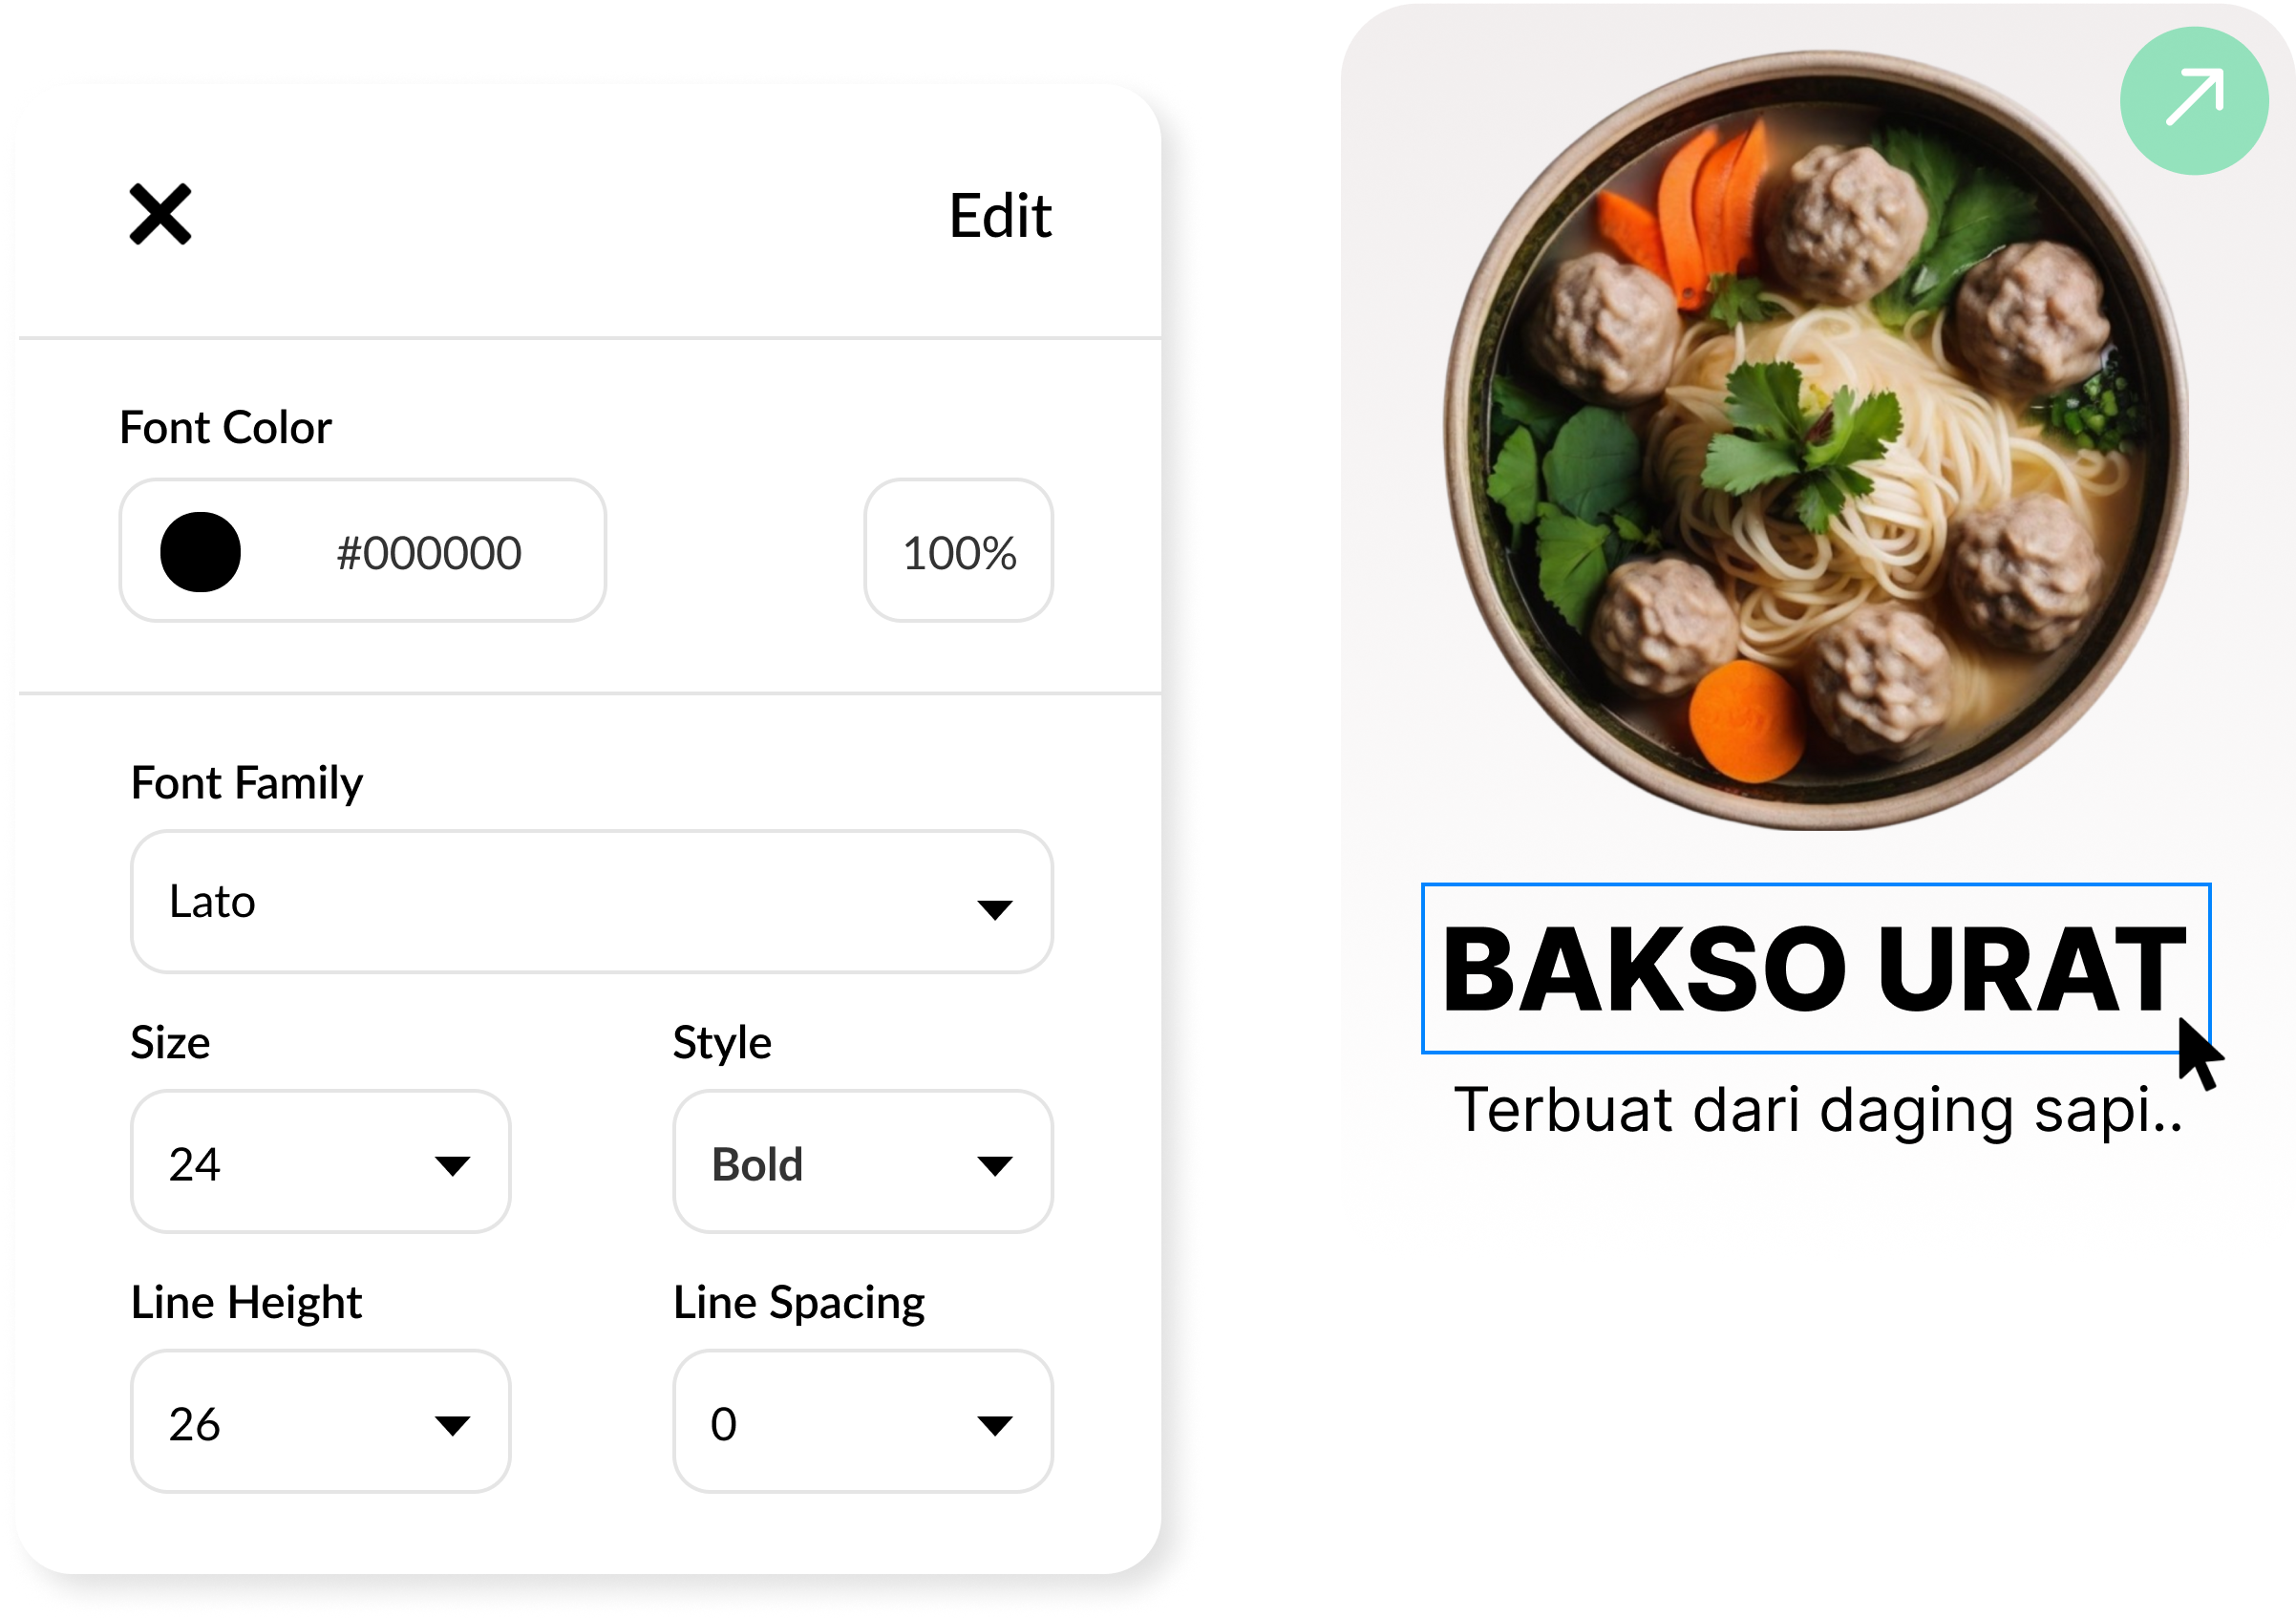 Edit
Font Color
#000000
100%
Font Family
Lato
Size
Style
24
Bold
Line Height
Line Spacing
26
0
BAKSO URAT
Terbuat dari daging sapi..